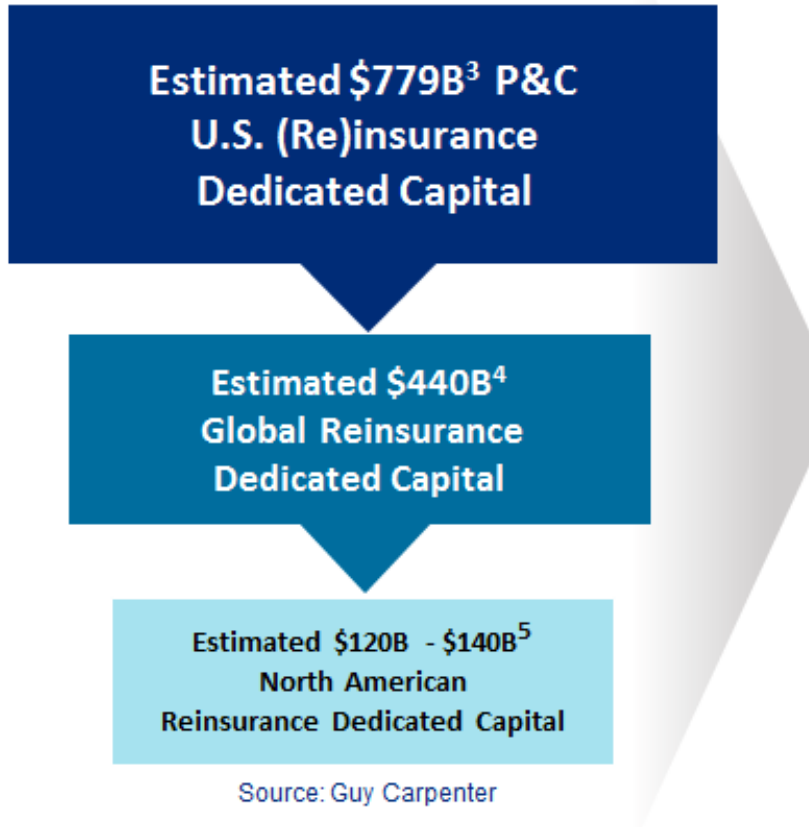 Estimated $779B³ P&C
U.S. (Re)insurance
Dedicated Capital
Estimated $440B⁴
Global Reinsurance
Dedicated Capital
Estimated $120B - $140B⁵
North American
Reinsurance Dedicated Capital
Source: Guy Carpenter